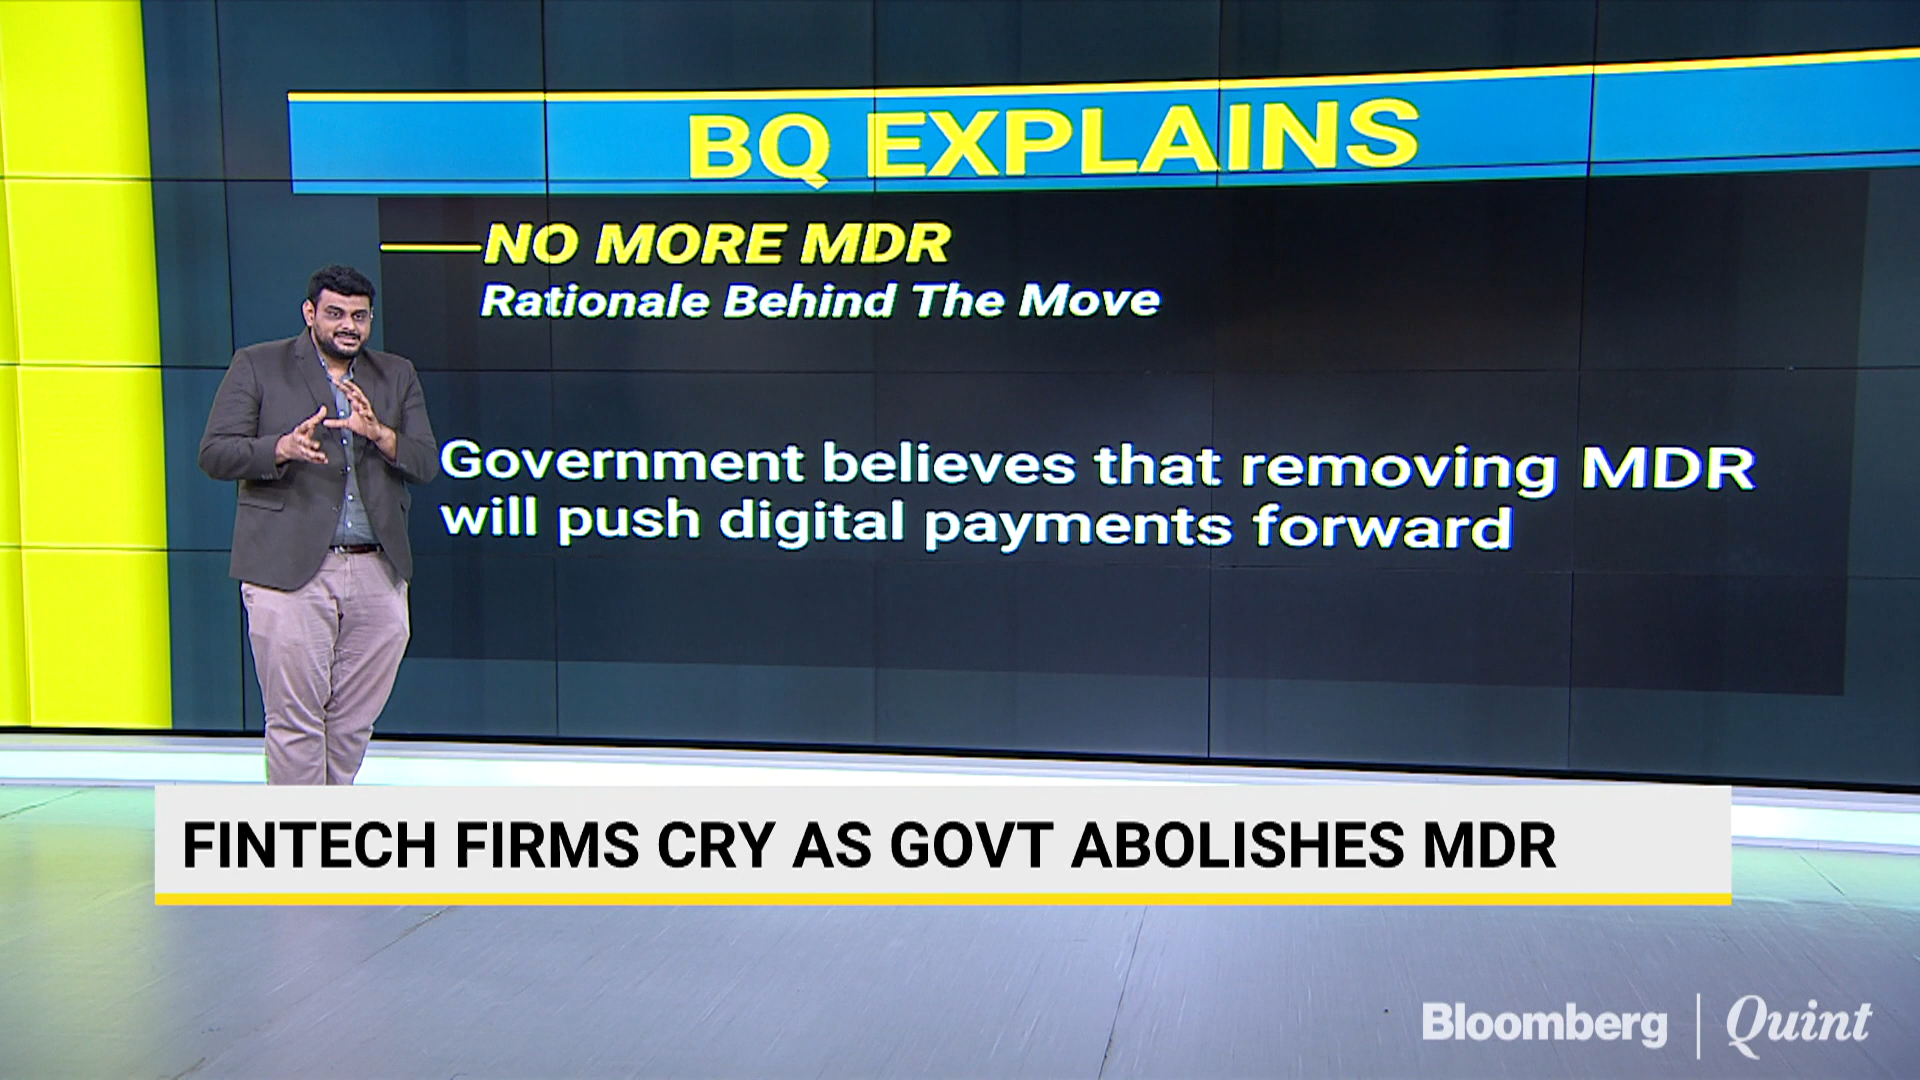 BQ EXPLAINS
NO MORE MDR
Rationale Behind The Move
Government believes that removing MDR
will push digital payments forward
FINTECH FIRMS CRY AS GOVT ABOLISHES MDR
Bloomberg | Quint